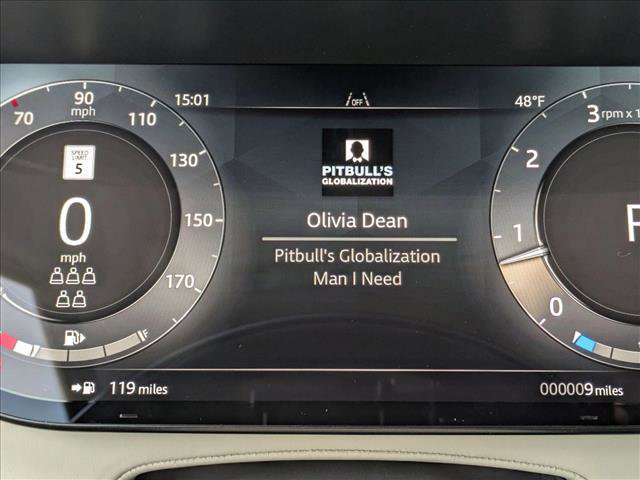 90
mph
70
110
130
150
170
SPEED
LIMIT
5
0
mph
F
15:01
OFF
48°F
PITBULL'S
GLOBALIZATION
Olivia Dean
Pitbull's Globalization
Man I Need
3
rpm x 1
2
1
0
119 miles
000009 miles